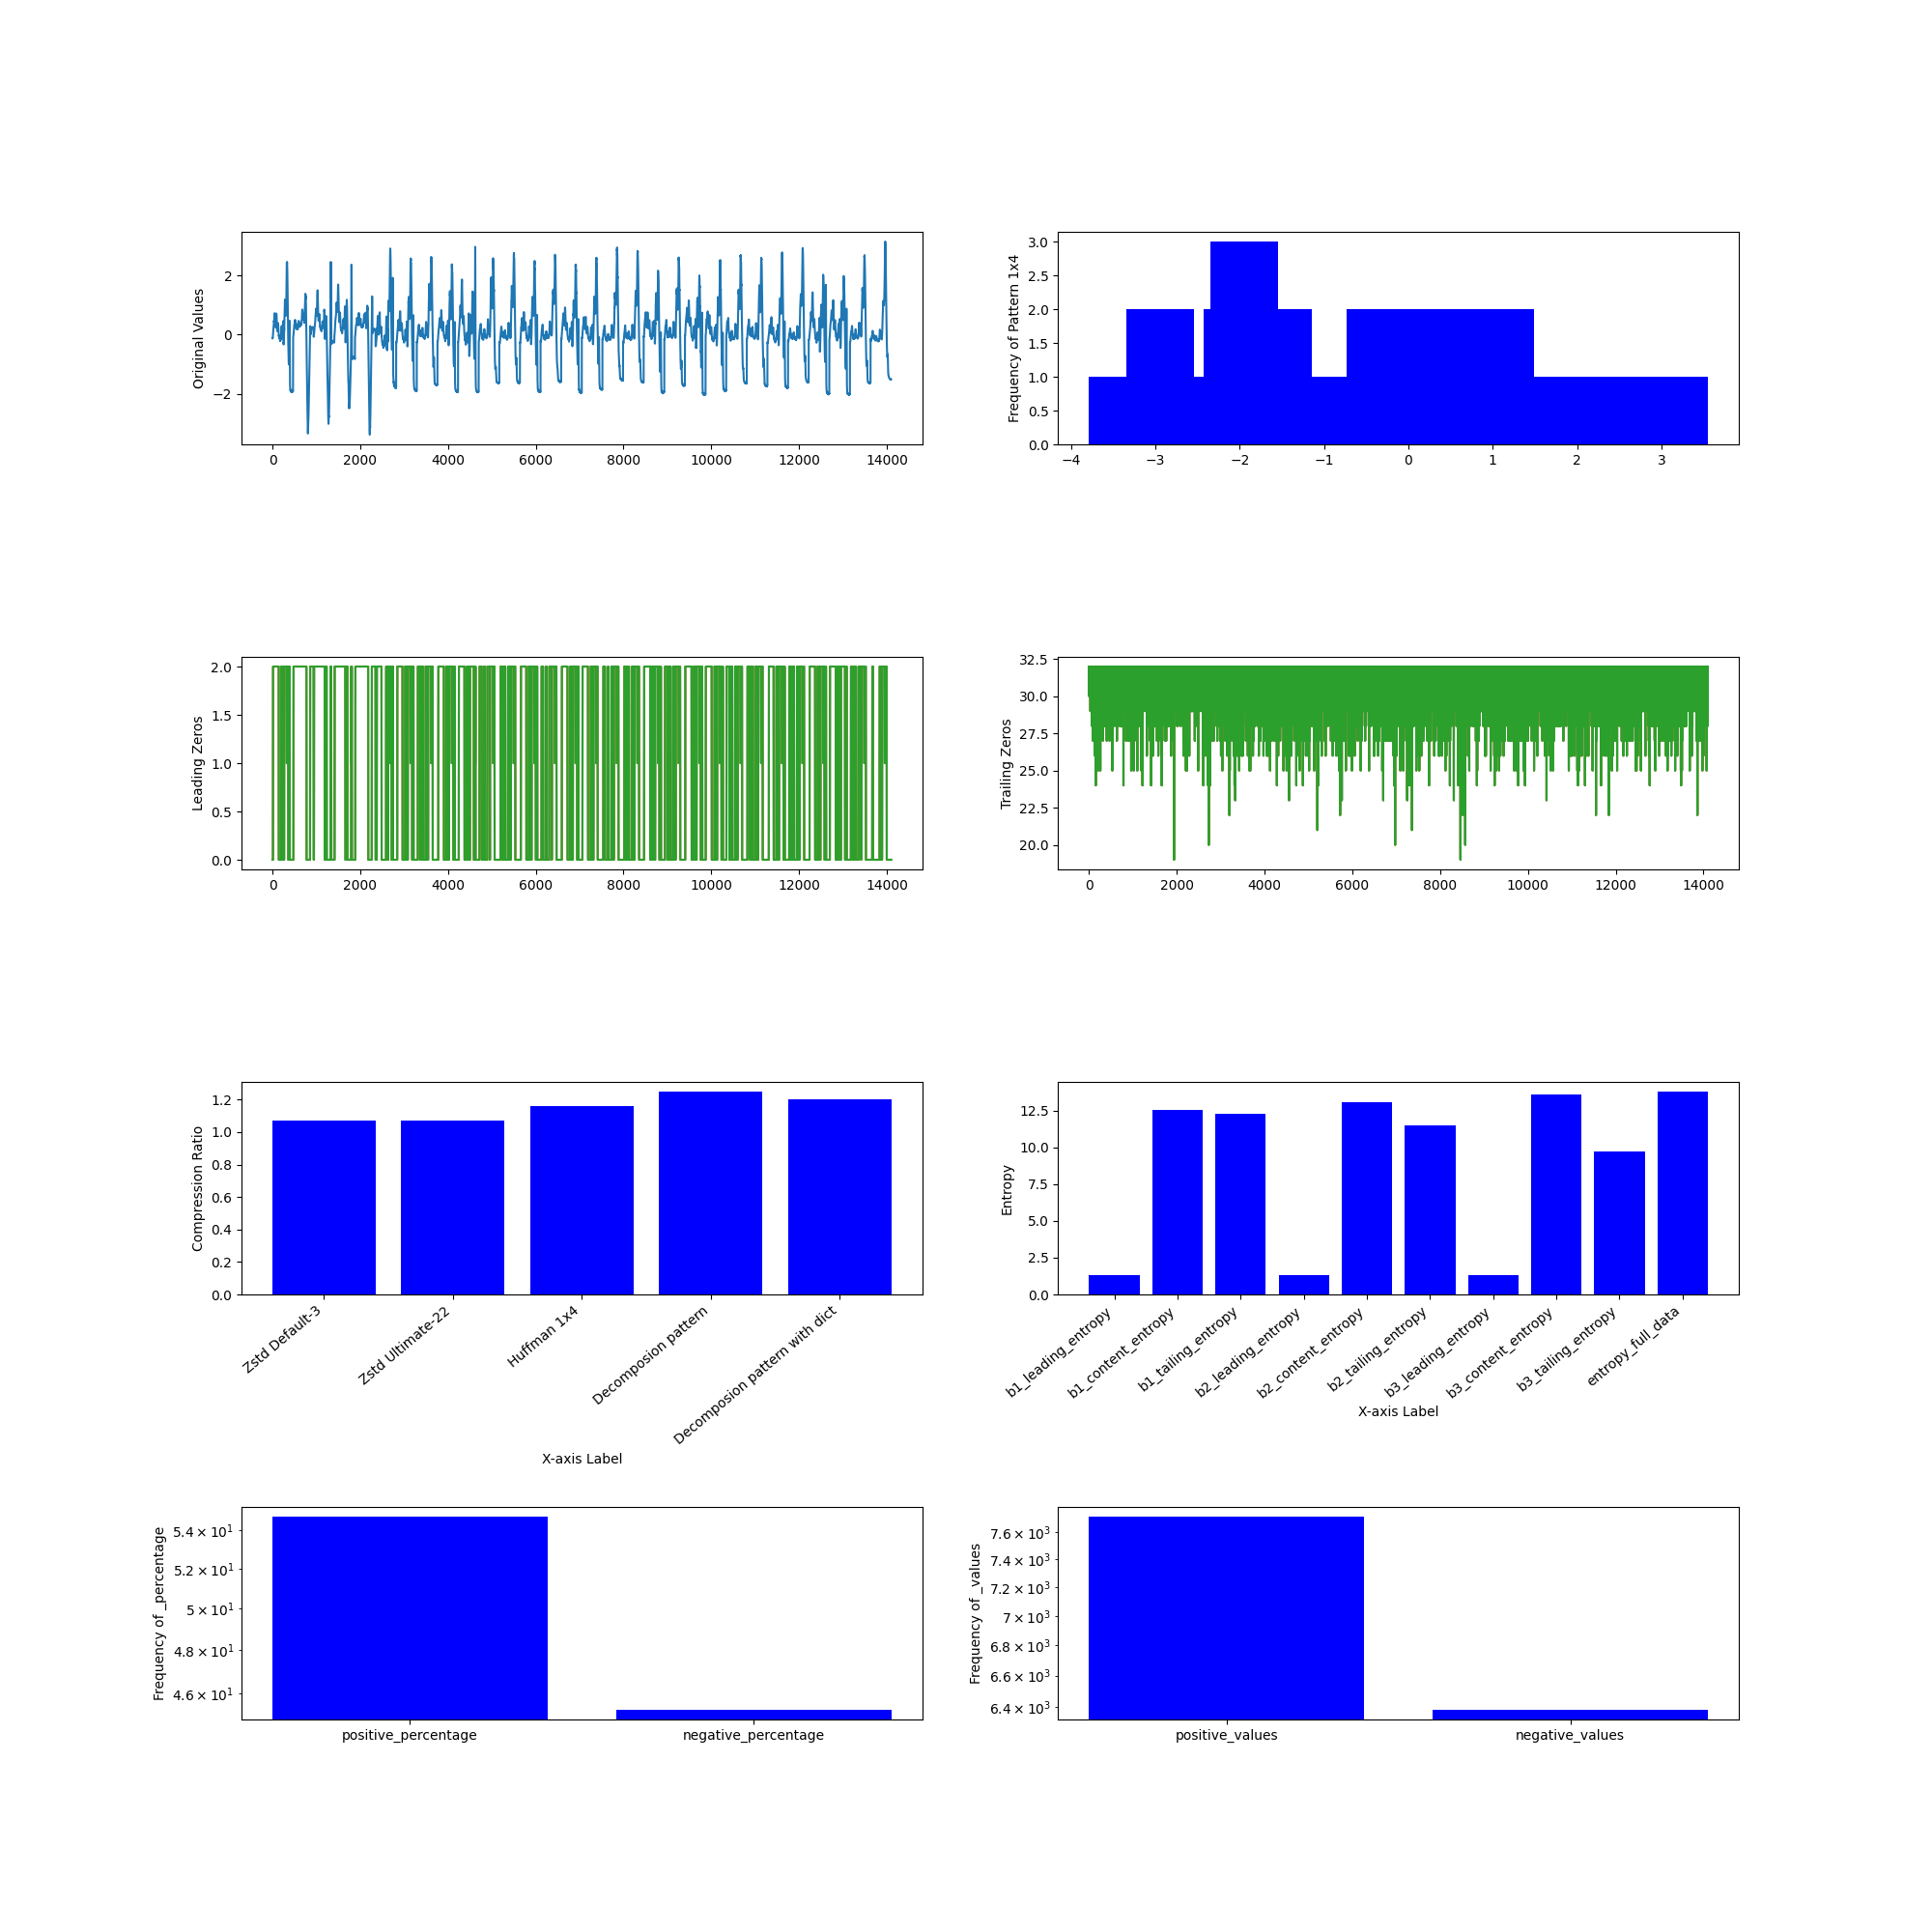 Original Values
2
0
−2
0 2000 4000 6000 8000 10000 12000 14000
Frequency of Pattern 1x4
3.0
2.5
2.0
1.5
1.0
0.5
0.0
−4 −3 −2 −1 0 1 2 3
Leading Zeros
2.0
1.5
1.0
0.5
0.0
0 2000 4000 6000 8000 10000 12000 14000
Trailing Zeros
32.5
30.0
27.5
25.0
22.5
20.0
0 2000 4000 6000 8000 10000 12000 14000
Compression Ratio
1.2
1.0
0.8
0.6
0.4
0.2
0.0
Zstd Default-3
Zstd Ultimate-22
Huffman 1x4
Decomposion pattern
Decomposion pattern with dict
X-axis Label
Entropy
12.5
10.0
7.5
5.0
2.5
0.0
b1_leading_entropy
b1_content_entropy
b1_tailing_entropy
b2_leading_entropy
b2_content_entropy
b2_tailing_entropy
b3_leading_entropy
b3_content_entropy
b3_tailing_entropy
entropy_full_data
X-axis Label
Frequency of _percentage
5.4 × 10¹
5.2 × 10¹
5 × 10¹
4.8 × 10¹
4.6 × 10¹
positive_percentage negative_percentage
Frequency of _values
7.6 × 10³
7.4 × 10³
7.2 × 10³
7 × 10³
6.8 × 10³
6.6 × 10³
6.4 × 10³
positive_values negative_values